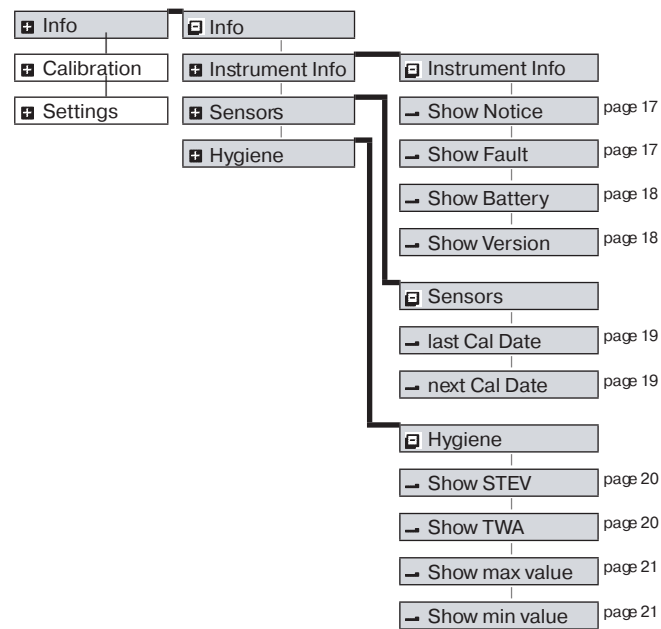 Info
Info
Calibration
Instrument Info
Instrument Info
Settings
Sensors
Show Notice page 17
Hygiene
Show Fault page 17
Show Battery page 18
Show Version page 18
Sensors
last Cal Date page 19
next Cal Date page 19
Hygiene
Show STEV page 20
Show TWA page 20
Show max value page 21
Show min value page 21